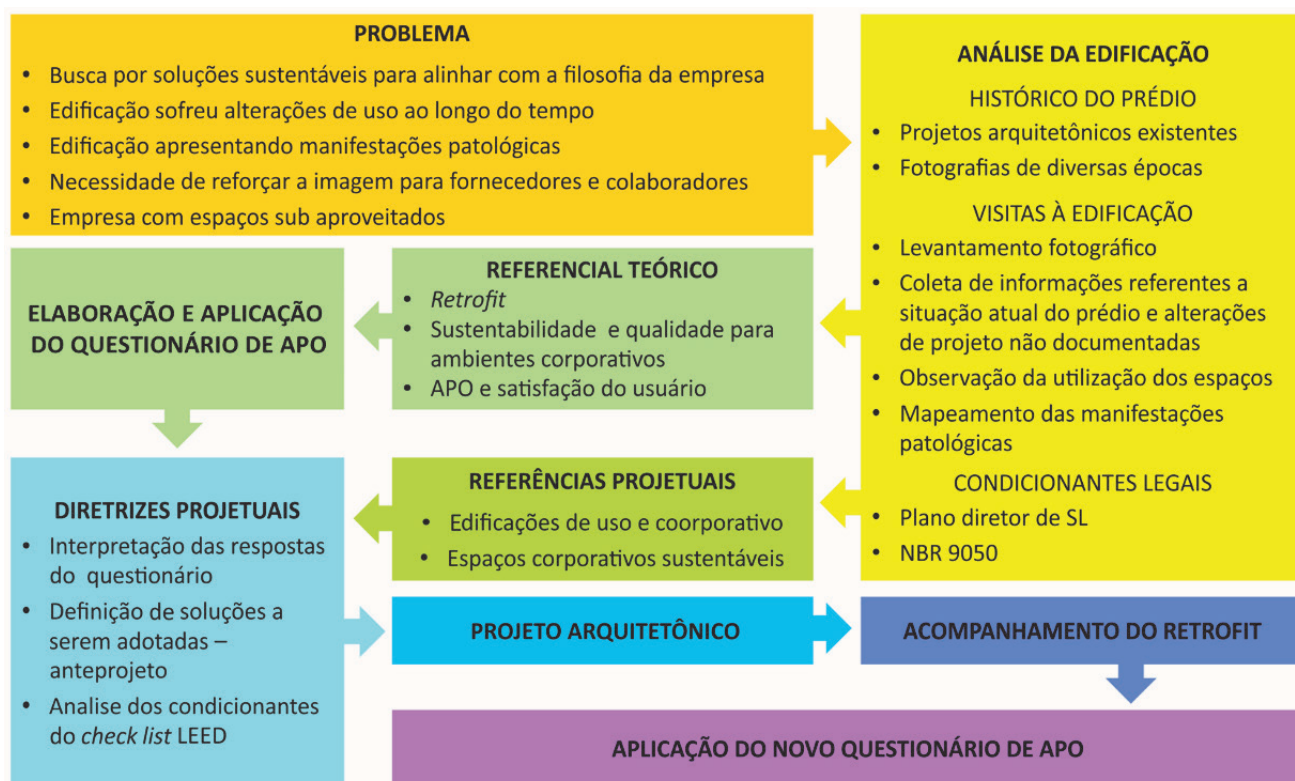 PROBLEMA
• Busca por soluções sustentáveis para alinhar com a filosofia da empresa
• Edificação sofreu alterações de uso ao longo do tempo
• Edificação apresentando manifestações patológicas
• Necessidade de reforçar a imagem para fornecedores e colaboradores
• Empresa com espaços sub aproveitados
ANÁLISE DA EDIFICAÇÃO
HISTÓRICO DO PRÉDIO
• Projetos arquitetônicos existentes
• Fotografias de diversas épocas
VISITAS À EDIFICAÇÃO
• Levantamento fotográfico
• Coleta de informações referentes a
situação atual do prédio e alterações
de projeto não documentadas
• Observação da utilização dos espaços
• Mapeamento das manifestações
patológicas
CONDICIONANTES LEGAIS
• Plano diretor de SL
• NBR 9050
REFERENCIAL TEÓRICO
• Retrofit
• Sustentabilidade e qualidade para
ambientes corporativos
• APO e satisfação do usuário
ELABORAÇÃO E APLICAÇÃO
DO QUESTIONÁRIO DE APO
REFERÊNCIAS PROJETUAIS
• Edificações de uso e coorporativo
• Espaços corporativos sustentáveis
DIRETRIZES PROJETUAIS
• Interpretação das respostas
do questionário
• Definição de soluções a
serem adotadas –
anteprojeto
• Analise dos condicionantes
do check list LEED
PROJETO ARQUITETÔNICO
ACOMPANHAMENTO DO RETROFIT
APLICAÇÃO DO NOVO QUESTIONÁRIO DE APO